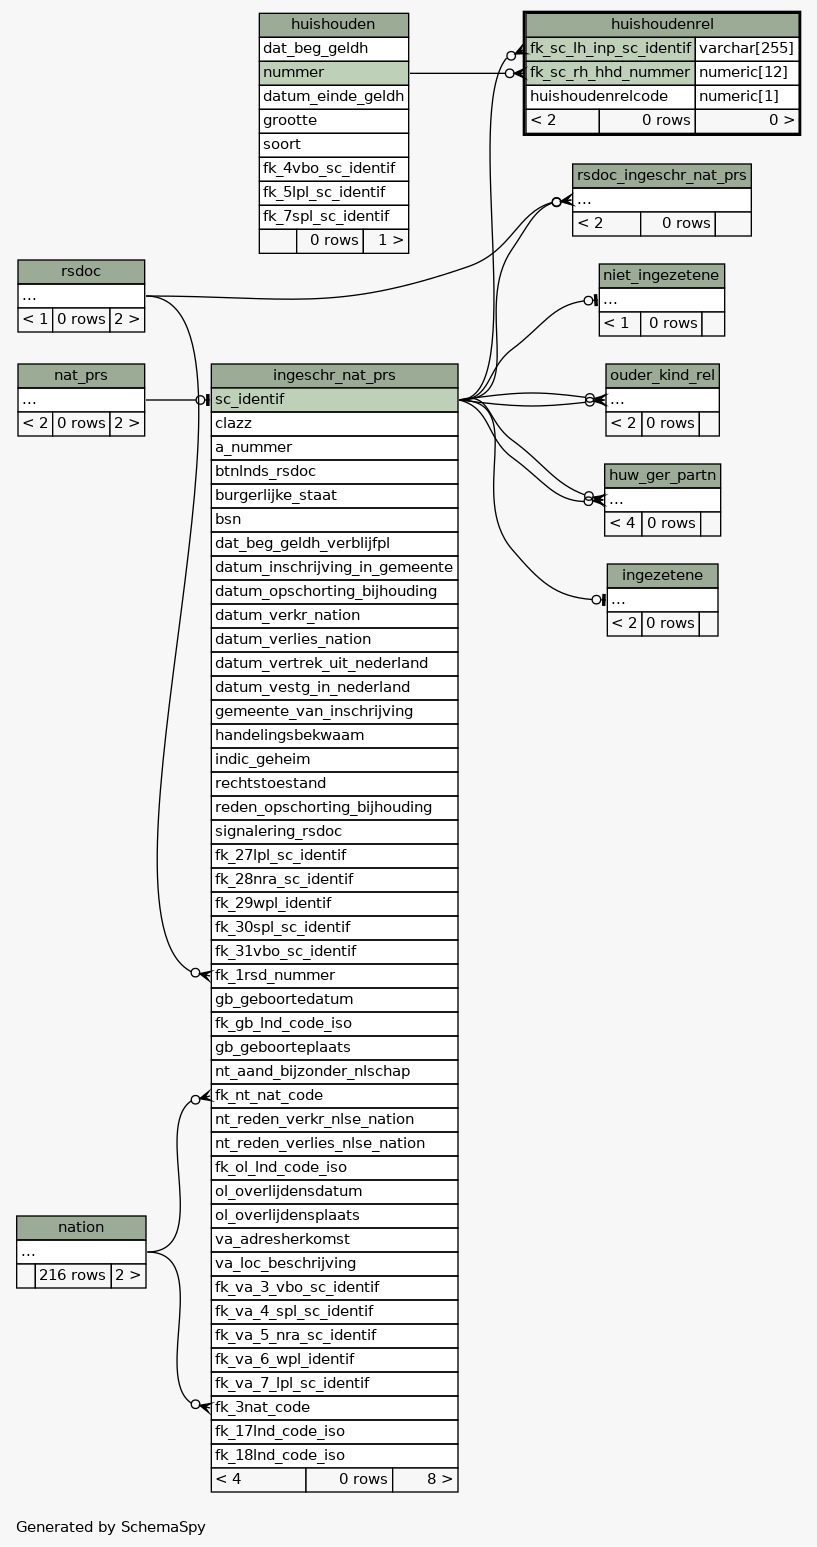 huishouden
dat_beg_geldh
nummer
datum_einde_geldh
grootte
soort
fk_4vbo_sc_identif
fk_5lpl_sc_identif
fk_7spl_sc_identif
0 rows 1 >
huishoudenrel
fk_sc_lh_inp_sc_identif varchar[255]
fk_sc_rh_hhd_nummer numeric[12]
huishoudenrelcode numeric[1]
< 2 0 rows 0 >
rsdoc_ingeschr_nat_prs
...
< 2 0 rows
rsdoc
...
< 1 0 rows 2 >
niet_ingezetene
...
< 1 0 rows
nat_prs
...
< 2 0 rows 2 >
ouder_kind_rel
...
< 2 0 rows
huw_ger_partn
...
< 4 0 rows
ingezetene
...
< 2 0 rows
ingeschr_nat_prs
sc_identif
clazz
a_nummer
btnlnds_rsdoc
burgerlijke_staat
bsn
dat_beg_geldh_verblijfpl
datum_inschrijving_in_gemeente
datum_opschorting_bijhouding
datum_verkr_nation
datum_verlies_nation
datum_vertrek_uit_nederland
datum_vestg_in_nederland
gemeente_van_inschrijving
handelingsbekwaam
indic_geheim
rechtstoestand
reden_opschorting_bijhouding
signalering_rsdoc
fk_27lpl_sc_identif
fk_28nra_sc_identif
fk_29wpl_identif
fk_30spl_sc_identif
fk_31vbo_sc_identif
fk_1rsd_nummer
gb_geboortedatum
fk_gb_lnd_code_iso
gb_geboorteplaats
nt_aand_bijzonder_nlschap
fk_nt_nat_code
nt_reden_verkr_nlse_nation
nt_reden_verlies_nlse_nation
fk_ol_lnd_code_iso
ol_overlijdensdatum
ol_overlijdensplaats
va_adresherkomst
va_loc_beschrijving
fk_va_3_vbo_sc_identif
fk_va_4_spl_sc_identif
fk_va_5_nra_sc_identif
fk_va_6_wpl_identif
fk_va_7_lpl_sc_identif
fk_3nat_code
fk_17lnd_code_iso
fk_18lnd_code_iso
< 4 0 rows 8 >
nation
...
216 rows 2 >
Generated by SchemaSpy